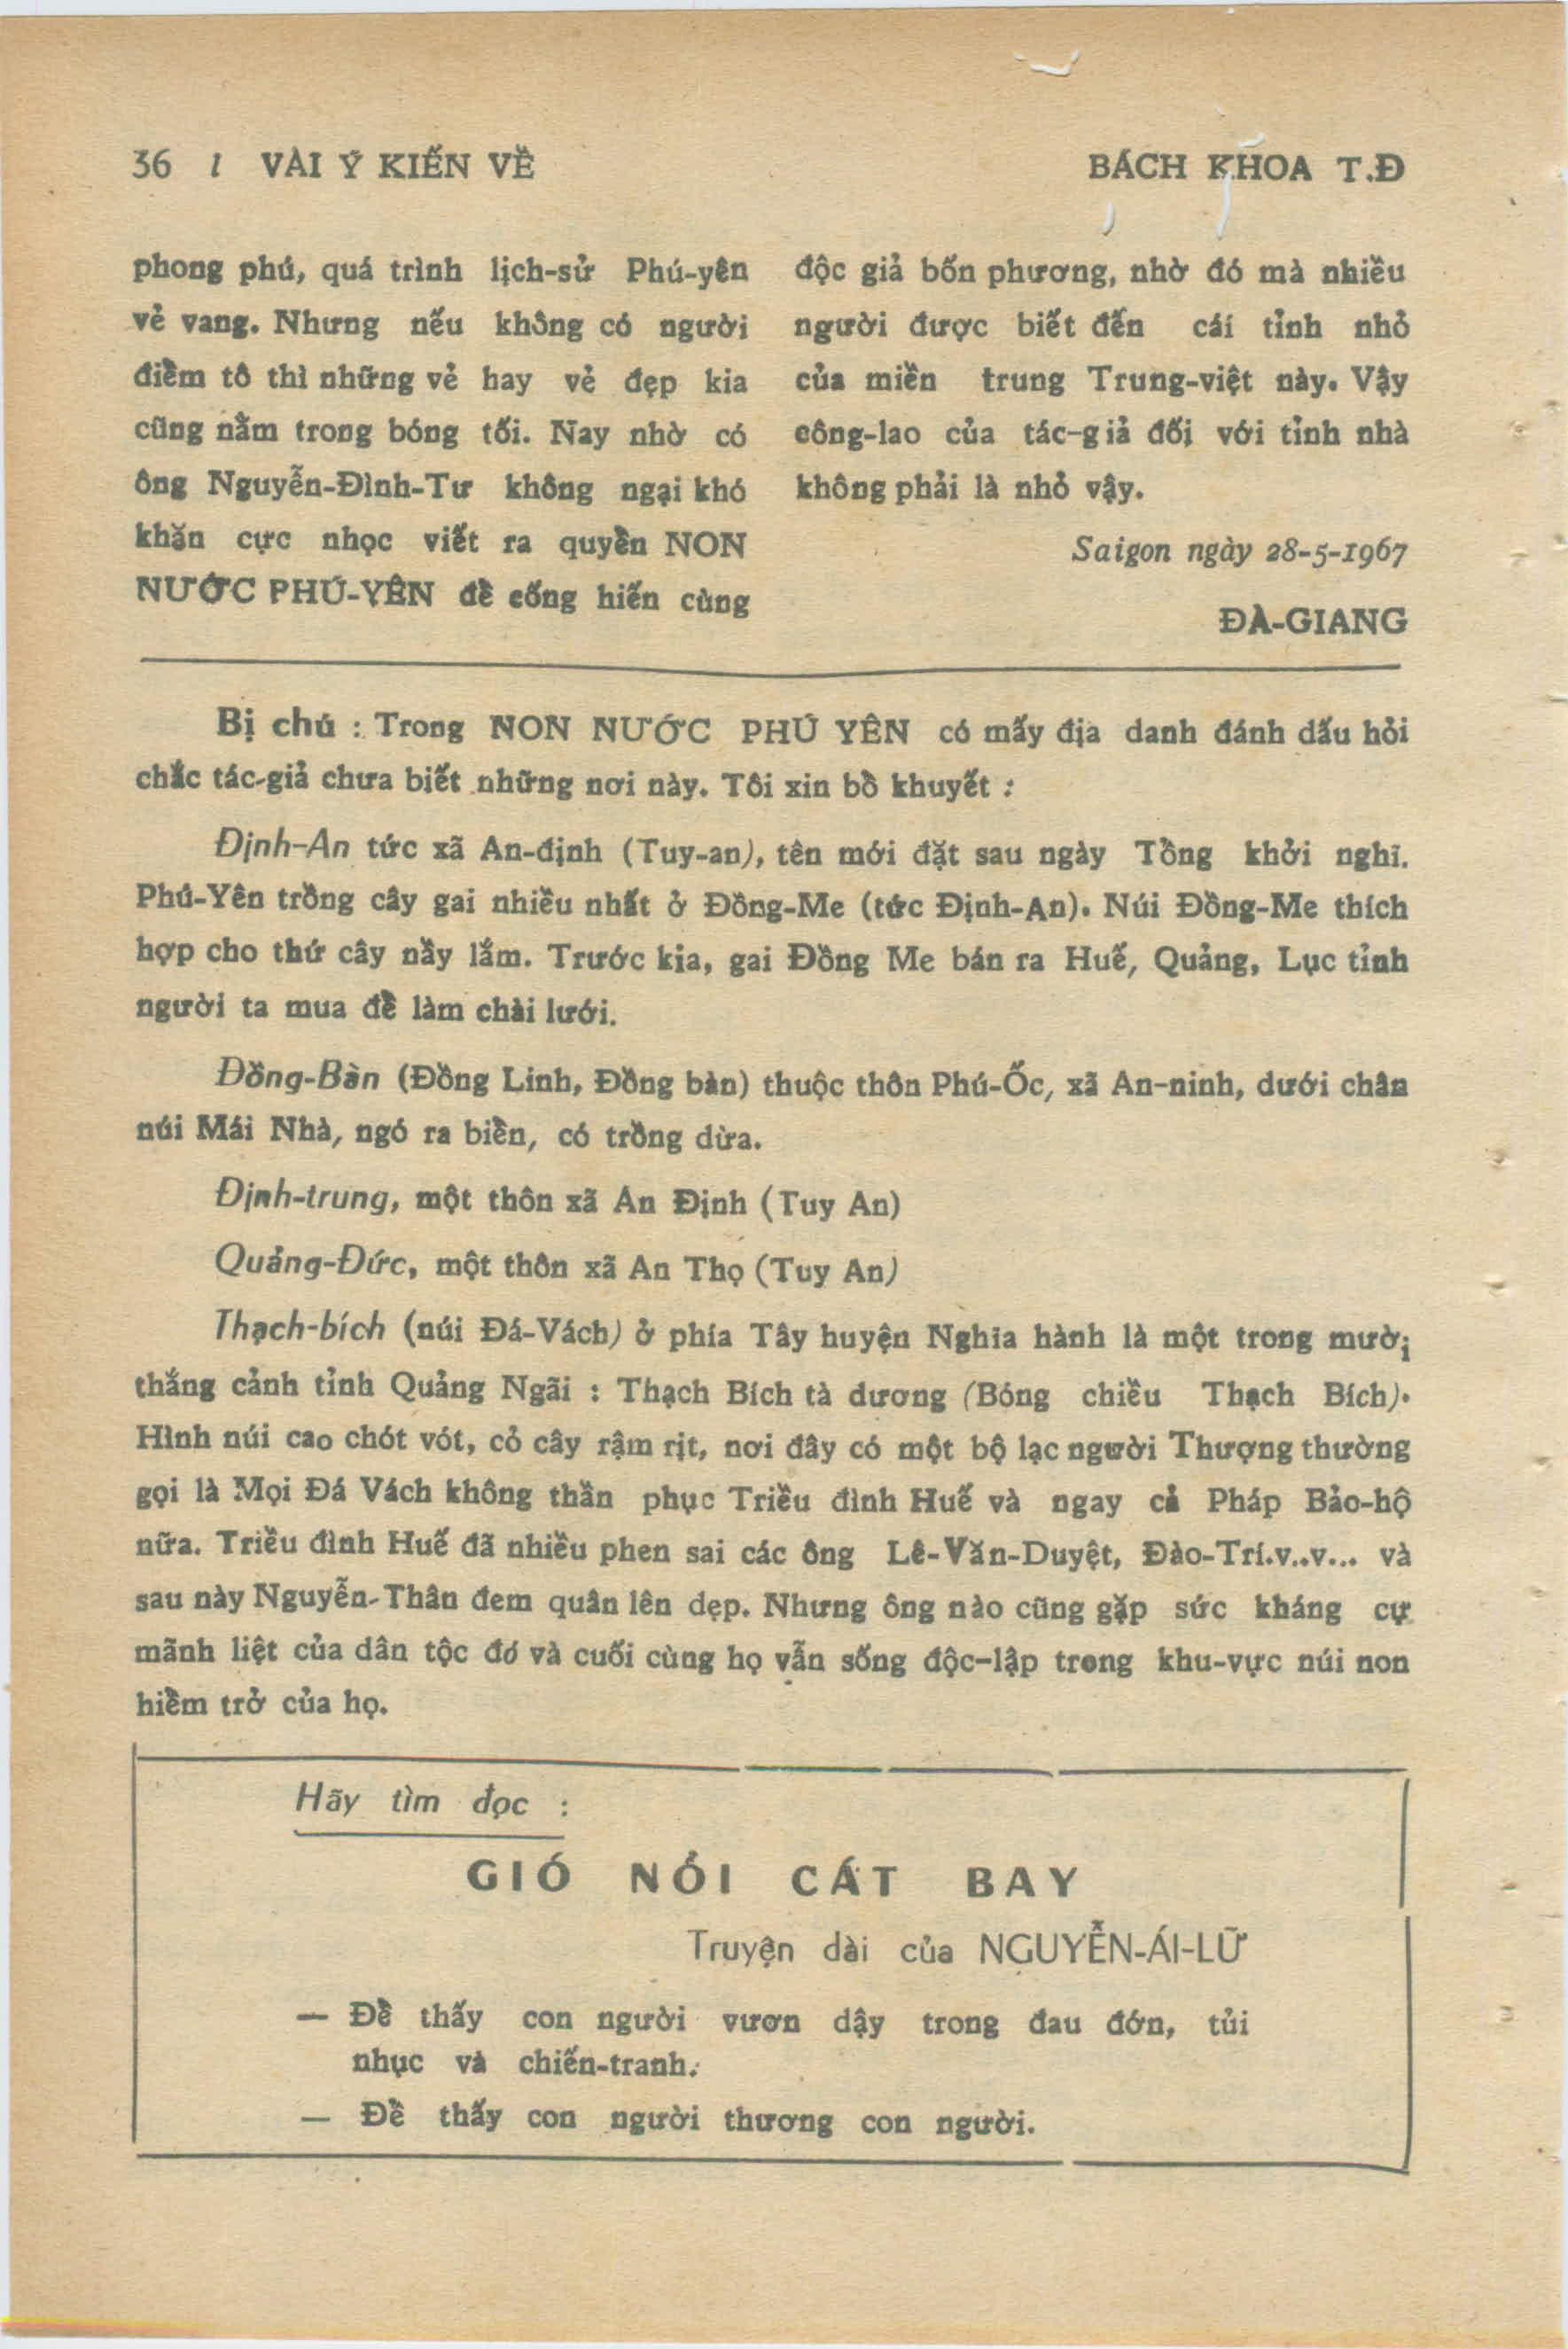 36 / VÀI Ý KIẾN VỀ
BÁCH KHOA T.Đ
phong phú, quá trình lịch-sử Phú-yên
vẻ vang. Nhưng nếu không có người
điểm tô thì những vẻ hay vẻ đẹp kia
cũng nằm trong bóng tối. Nay nhờ có
ông Nguyễn-Đình-Tư không ngại khó
khăn cực nhọc viết ra quyển NON
NƯỚC PHÚ-YÊN để cống hiến cùng
độc giả bốn phương, nhờ đó mà nhiều
người được biết đến cái tỉnh nhỏ
của miền trung Trung-việt này. Vậy
công-lao của tác-giả đối với tỉnh nhà
không phải là nhỏ vậy.
Saigon ngày 28-5-1967
ĐÀ-GIANG
Bị chú : Trong NON NƯỚC PHÚ YÊN có mấy địa danh đánh dấu hỏi
chắc tác-giả chưa biết những nơi này. Tôi xin bổ khuyết :
Định-An tức xã An-định (Tuy-an), tên mới đặt sau ngày Tổng khởi nghĩ.
Phú-Yên trồng cây gai nhiều nhất ở Đồng-Me (tức Định-An). Núi Đồng-Me thích
hợp cho thứ cây nầy lắm. Trước kia, gai Đồng Me bán ra Huế, Quảng, Lục tỉnh
người ta mua để làm chài lưới.
Đồng-Bàn (Đồng Linh, Đồng bàn) thuộc thôn Phú-Ốc, xã An-ninh, dưới chân
núi Mái Nhà, ngó ra biển, có trồng dừa.
Định-trung, một thôn xã An Định (Tuy An)
Quảng-Đức, một thôn xã An Thọ (Tuy An)
Thạch-bích (núi Đá-Vách) ở phía Tây huyện Nghĩa hành là một trong mười
thắng cảnh tỉnh Quảng Ngãi : Thạch Bích tà dương (Bóng chiều Thạch Bích).
Hình núi cao chót vót, cỏ cây rậm rịt, nơi đây có một bộ lạc người Thượng thường
gọi là Mọi Đá Vách không thần phục Triều đình Huế và ngay cả Pháp Bảo-hộ
nữa. Triều đình Huế đã nhiều phen sai các ông Lê-Văn-Duyệt, Đào-Trí.v..v... và
sau này Nguyễn-Thân đem quân lên dẹp. Nhưng ông nào cũng gặp sức kháng cự
mãnh liệt của dân tộc đó và cuối cùng họ vẫn sống độc-lập trong khu-vực núi non
hiểm trở của họ.
Hãy tìm đọc :
GIÓ NỔI CÁT BAY
Truyện dài của NGUYỄN-ÁI-LỮ
— Để thấy con người vươn dậy trong đau đớn, tủi
nhục và chiến-tranh.
— Để thấy con người thương con người.